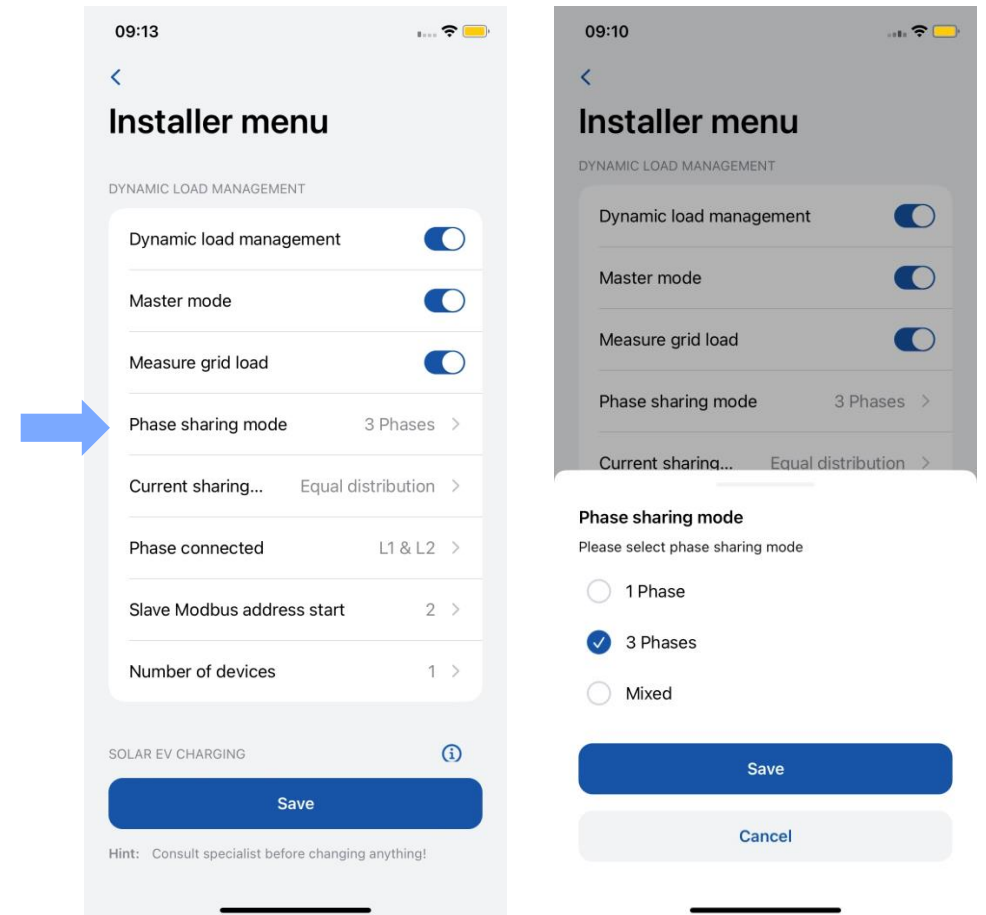 09:13
Installer menu
DYNAMIC LOAD MANAGEMENT
Dynamic load management
Master mode
Measure grid load
Phase sharing mode 3 Phases
Current sharing... Equal distribution
Phase connected L1 & L2
Slave Modbus address start 2
Number of devices 1
SOLAR EV CHARGING
Save
Hint: Consult specialist before changing anything!
09:10
Installer menu
DYNAMIC LOAD MANAGEMENT
Dynamic load management
Master mode
Measure grid load
Phase sharing mode 3 Phases
Current sharing... Equal distribution
Phase sharing mode
Please select phase sharing mode
1 Phase
3 Phases
Mixed
Save
Cancel